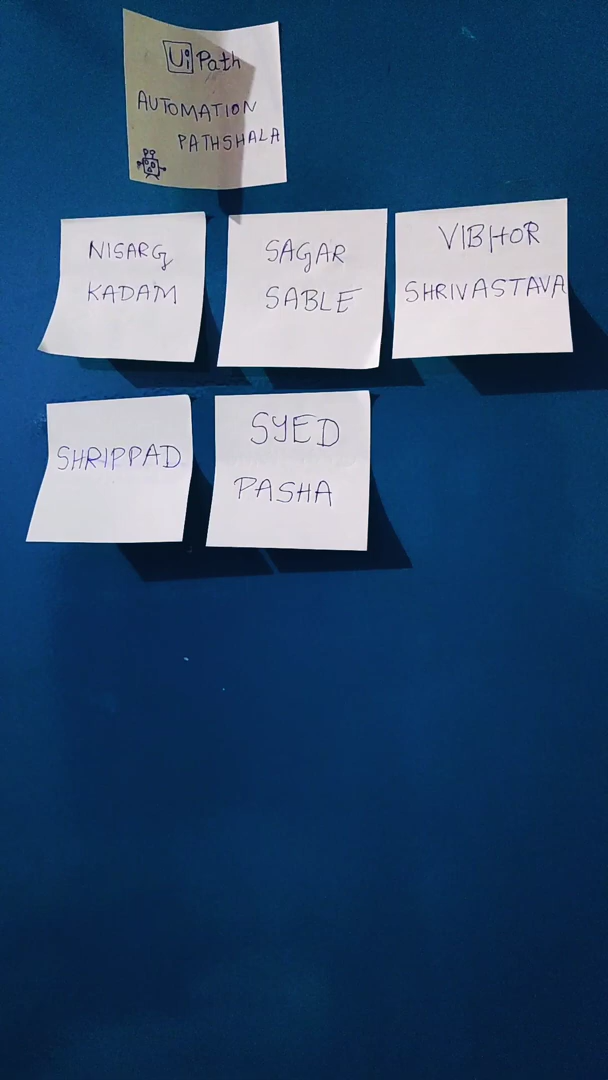 Ui Path
AUTOMATION
PATHSHALA
NISARG
KADAM
SAGAR
SABLE
VIBHOR
SHRIVASTAVA
SHRIPPAD
SYED
PASHA